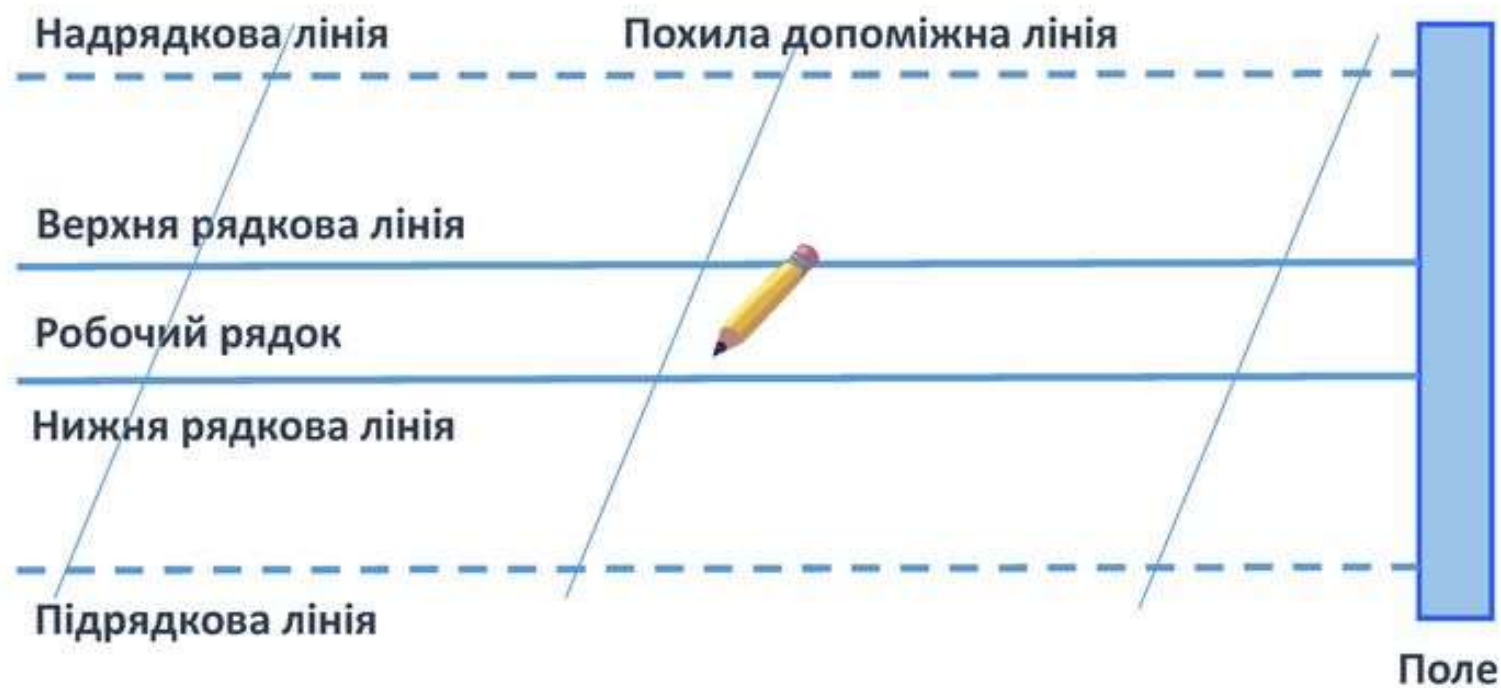 Надрядкова лінія
Похила допоміжна лінія
Верхня рядкова лінія
Робочий рядок
Нижня рядкова лінія
Підрядкова лінія
Поле